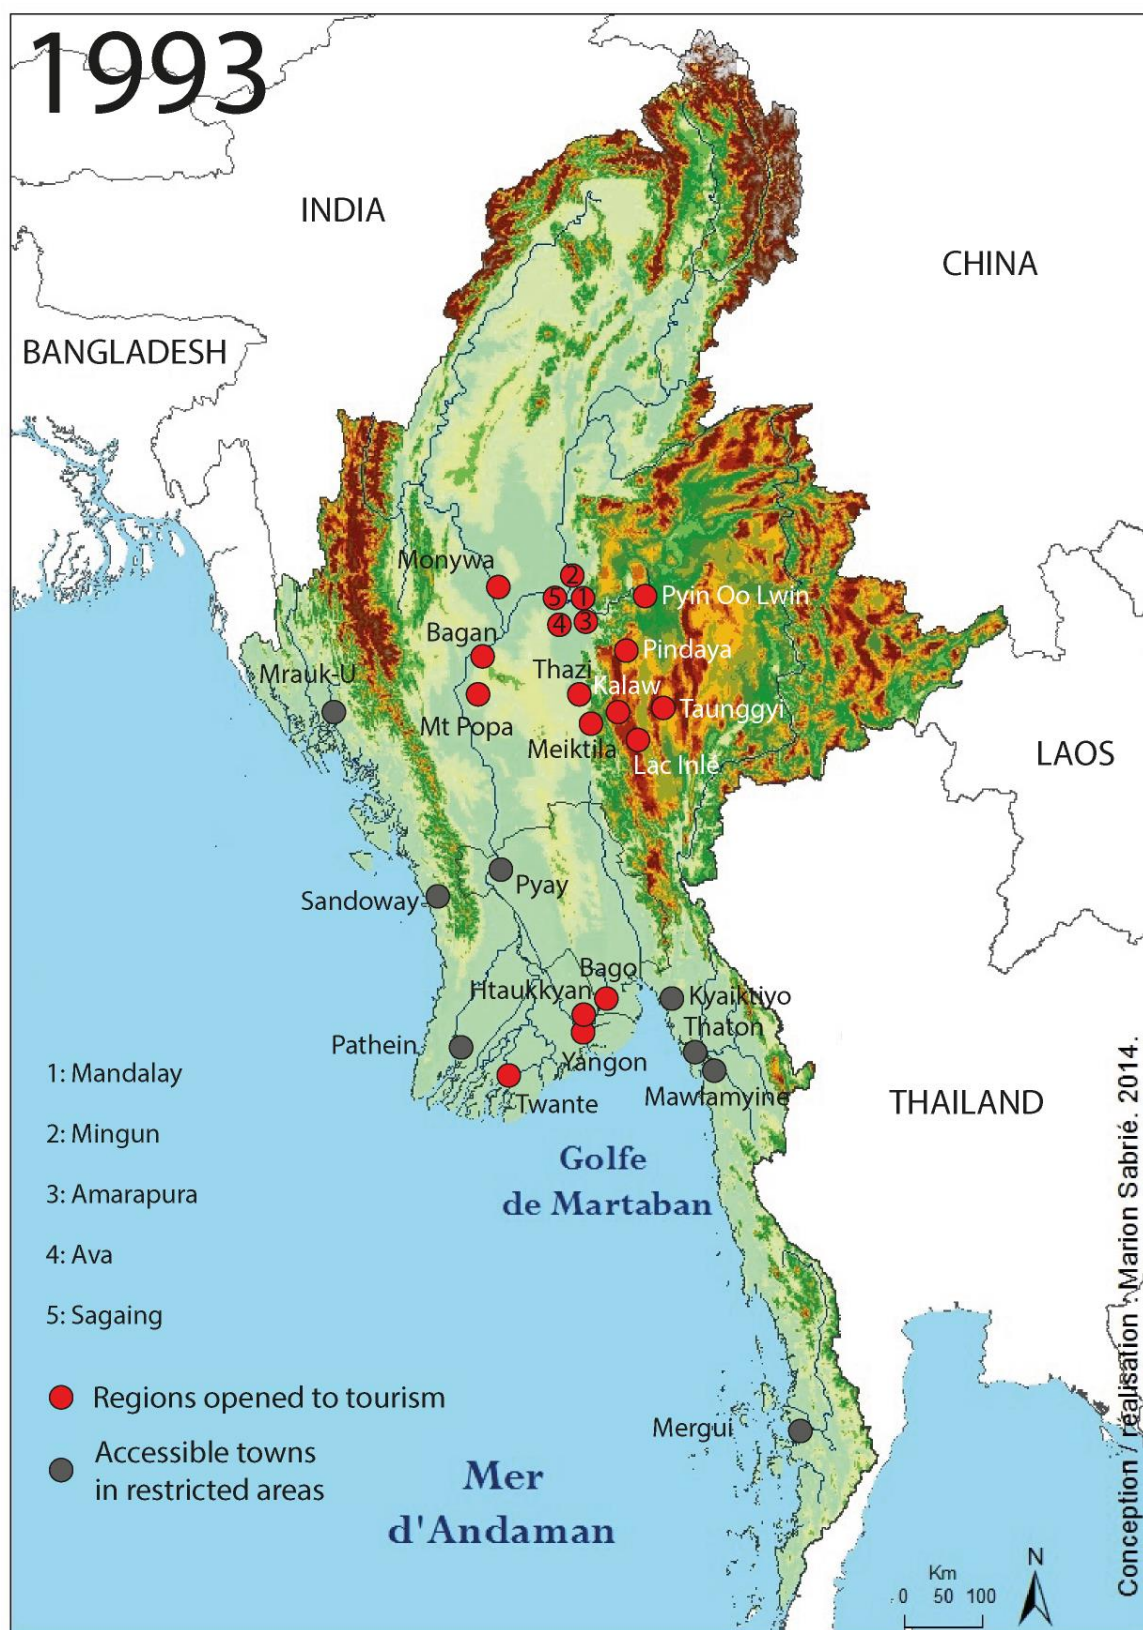 1993
INDIA
CHINA
BANGLADESH
Monywa
2
5
1
Pyin Oo Lwin
4
3
Bagan
Pindaya
Mrauk-U
Thazi
Kalaw
Taunggyi
Mt Popa
Meiktila
Lac Inlé
LAOS
Pyay
Sandoway
Bago
Htaukkyan
Kyaiktiyo
Thaton
Pathein
Yangon
Mawlamyine
Twante
THAILAND
1: Mandalay
2: Mingun
3: Amarapura
4: Ava
5: Sagaing
Golfe
de Martaban
Regions opened to tourism
Accessible towns
in restricted areas
Mergui
Mer
d'Andaman
Km
0 50 100
N
Conception / réalisation : Marion Sabrié. 2014.